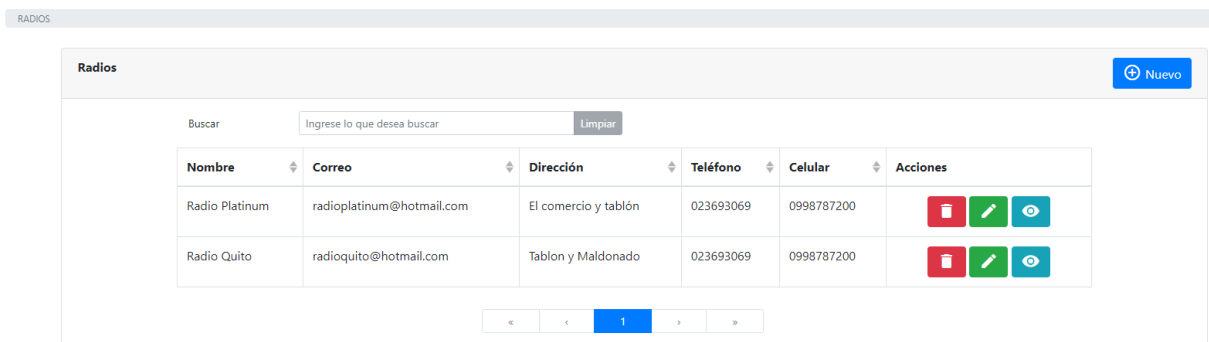 RADIOS
Radios
Nuevo
Buscar Ingrese lo que desea buscar Limpiar
Nombre Correo Dirección Teléfono Celular Acciones
Radio Platinum radioplatinum@hotmail.com El comercio y tablón 023693069 0998787200
Radio Quito radioquito@hotmail.com Tablon y Maldonado 023693069 0998787200
« ‹ 1 › »